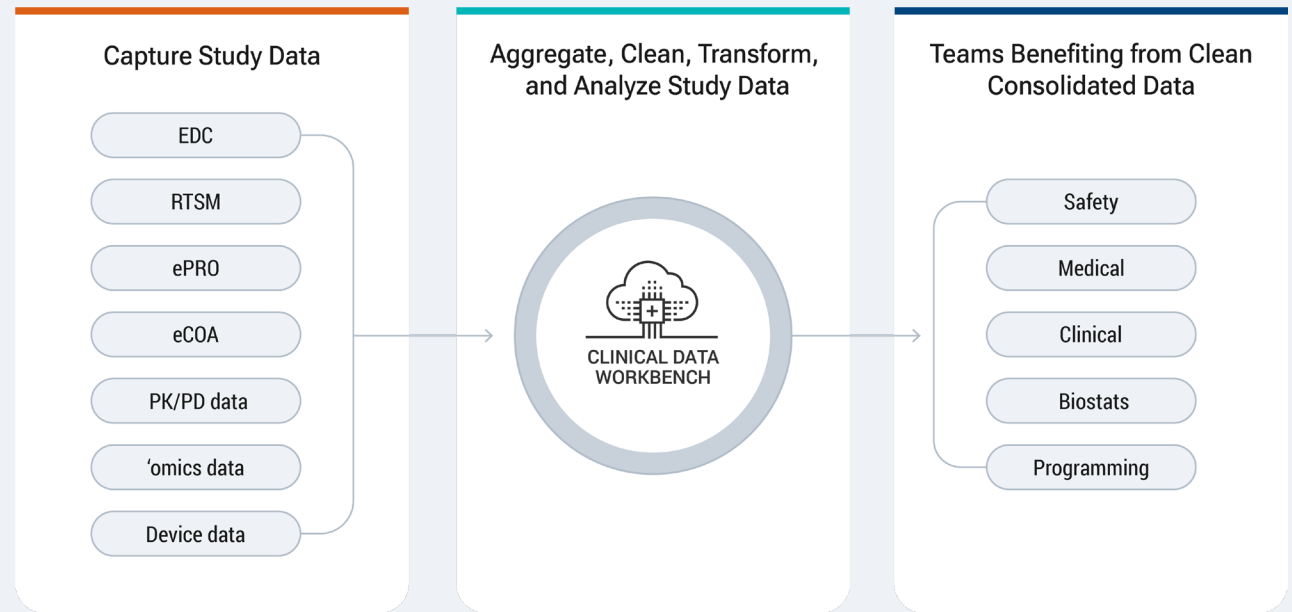 Capture Study Data
EDC
RTSM
ePRO
eCOA
PK/PD data
‘omics data
Device data
Aggregate, Clean, Transform,
and Analyze Study Data
CLINICAL DATA
WORKBENCH
Teams Benefiting from Clean
Consolidated Data
Safety
Medical
Clinical
Biostats
Programming